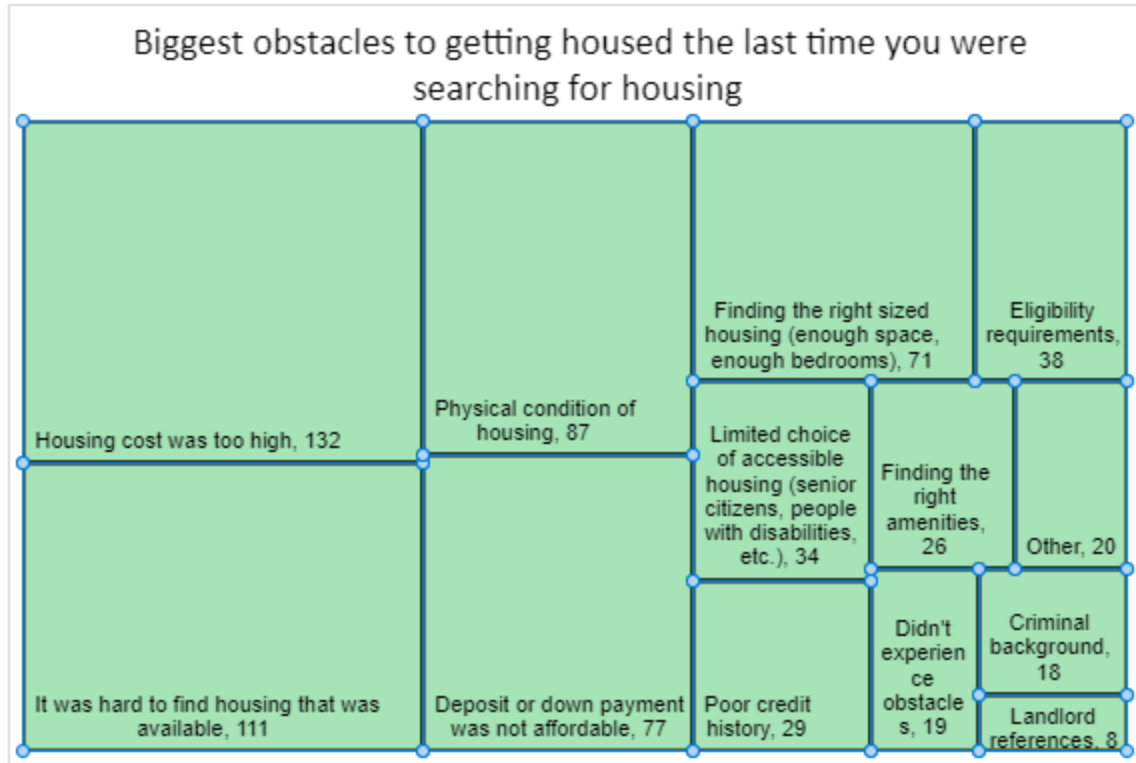 Biggest obstacles to getting housed the last time you were
searching for housing
Housing cost was too high, 132
It was hard to find housing that was
available, 111
Physical condition of
housing, 87
Deposit or down payment
was not affordable, 77
Finding the right sized
housing (enough space,
enough bedrooms), 71
Eligibility
requirements,
38
Limited choice
of accessible
housing (senior
citizens, people
with disabilities,
etc.), 34
Finding the
right
amenities,
26
Other, 20
Poor credit
history, 29
Didn't
experien
ce
obstacle
s, 19
Criminal
background,
18
Landlord
references, 8